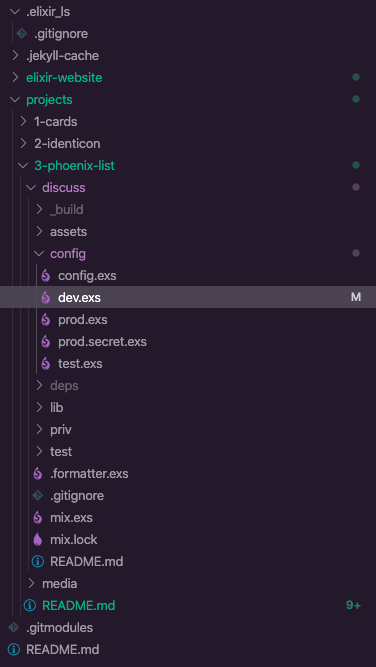 .elixir_ls
.gitignore
.jekyll-cache
elixir-website
projects
1-cards
2-identicon
3-phoenix-list
discuss
_build
assets
config
config.exs
dev.exs M
prod.exs
prod.secret.exs
test.exs
deps
lib
priv
test
.formatter.exs
.gitignore
mix.exs
mix.lock
README.md
media
README.md 9+
.gitmodules
README.md